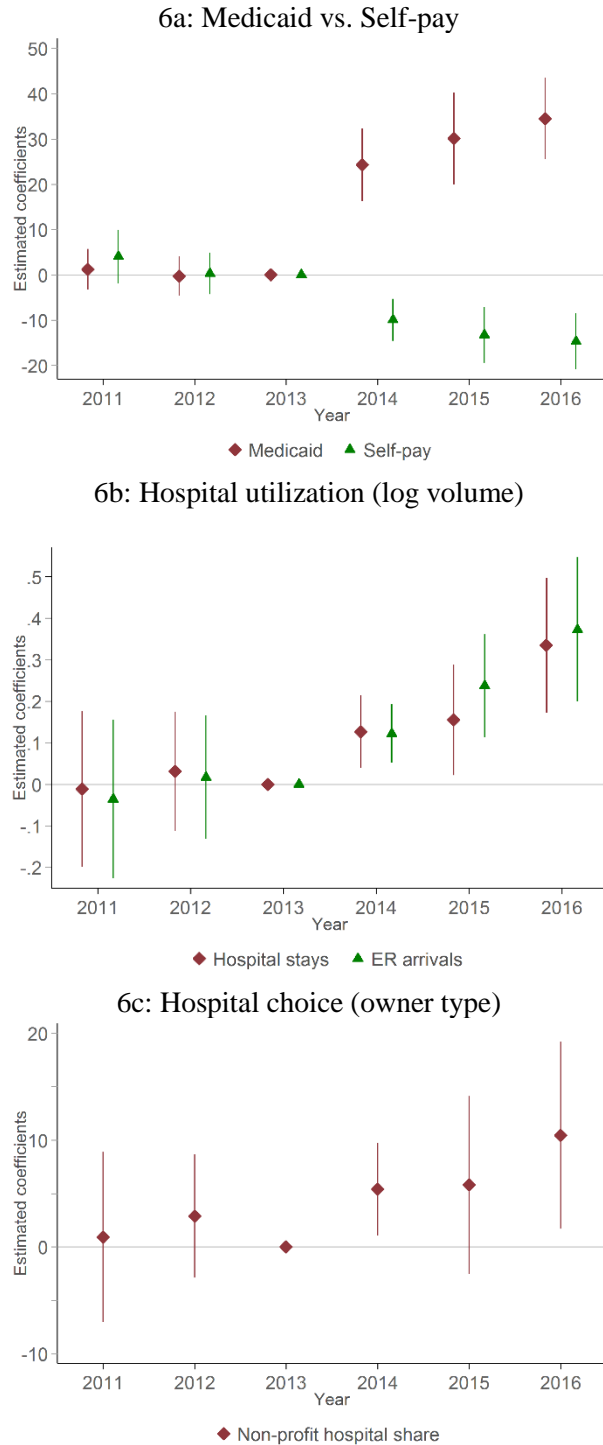 6a: Medicaid vs. Self-pay
Estimated coefficients
50
40
30
20
10
0
-10
-20
2011 2012 2013 2014 2015 2016
Year
Medicaid Self-pay
6b: Hospital utilization (log volume)
Estimated coefficients
.5
.4
.3
.2
.1
0
-.1
-.2
2011 2012 2013 2014 2015 2016
Year
Hospital stays ER arrivals
6c: Hospital choice (owner type)
Estimated coefficients
20
10
0
-10
2011 2012 2013 2014 2015 2016
Year
Non-profit hospital share